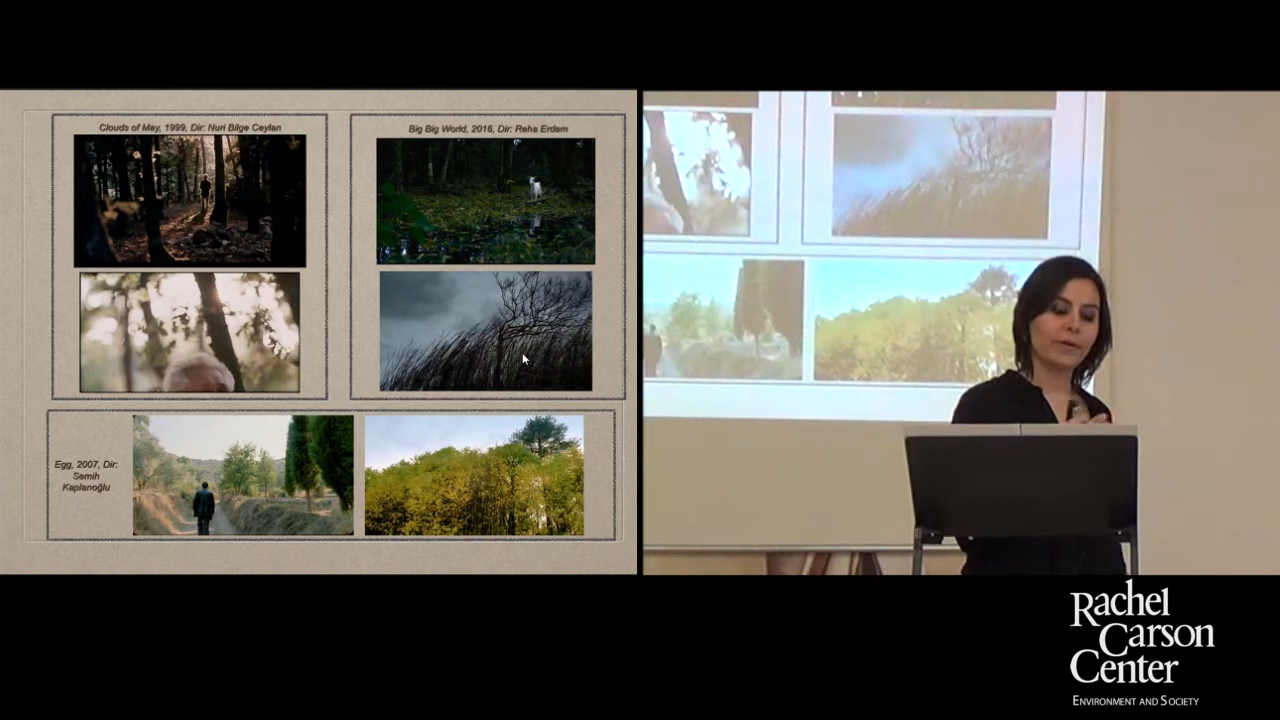 Clouds of May, 1999, Dir: Nuri Bilge Ceylan
Big Big World, 2016, Dir: Reha Erdem
Egg, 2007, Dir:
Semih
Kaplanoğlu
Rachel
Carson
Center
ENVIRONMENT AND SOCIETY